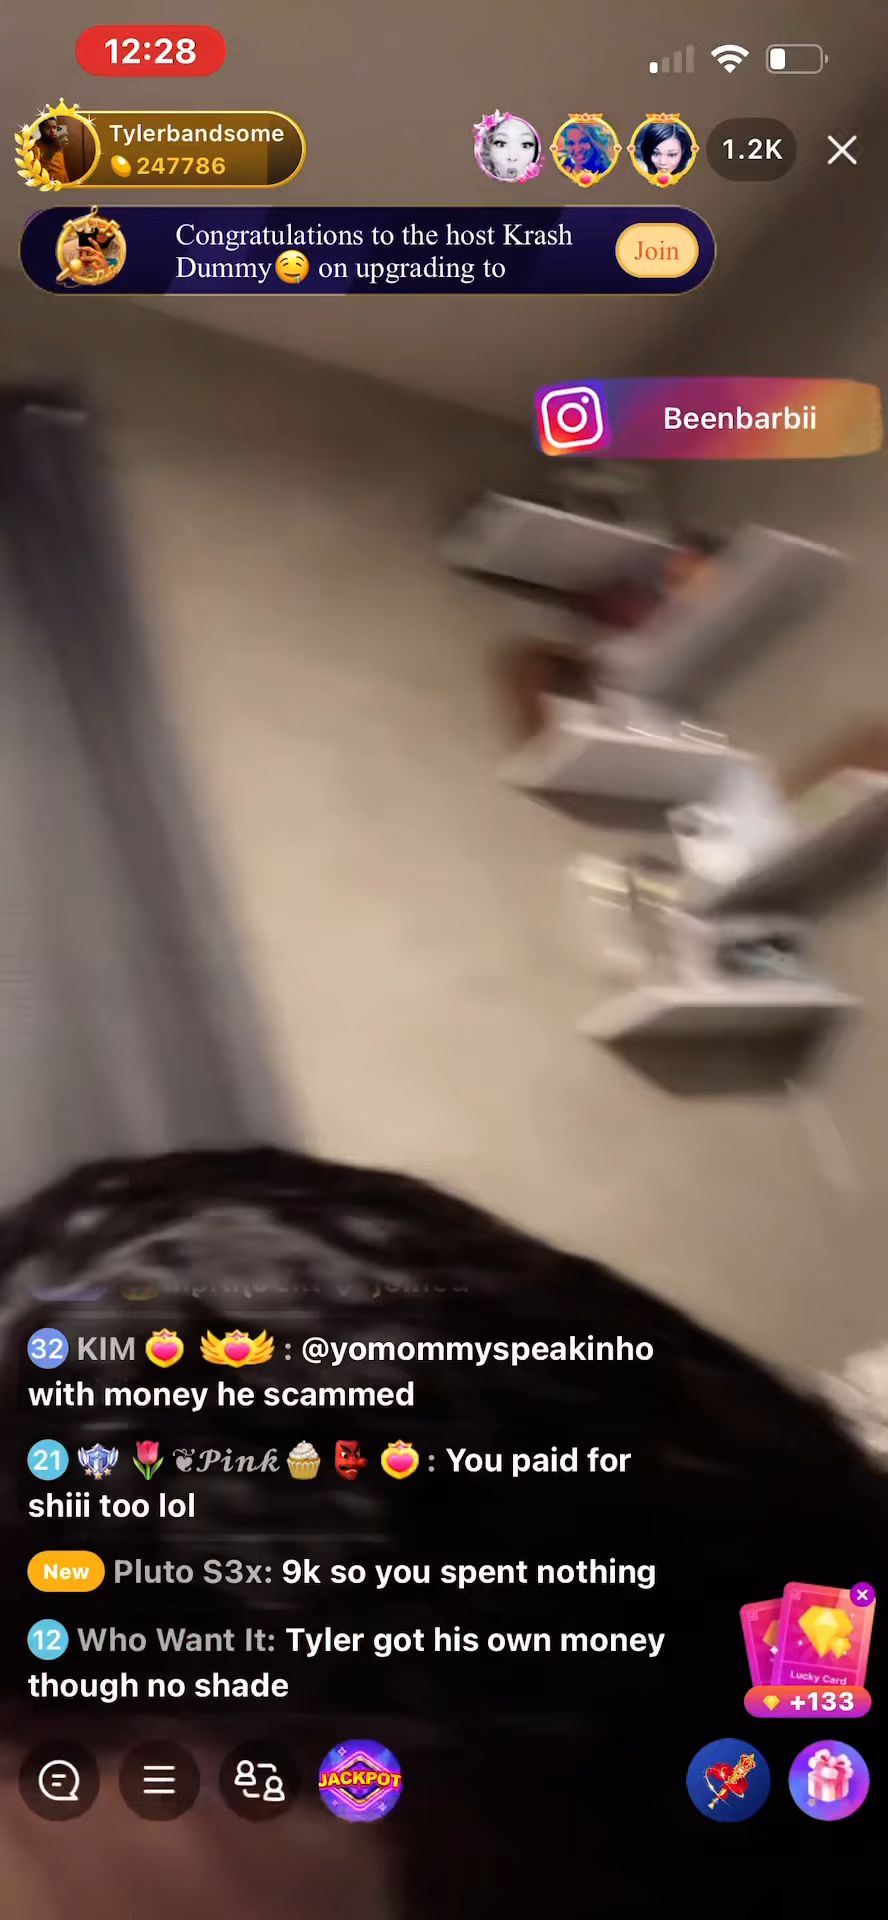 12:28
Tylerbandsome
247786
1.2K
Congratulations to the host Krash
Dummy🤤 on upgrading to
Join
Beenbarbii
joined
32 KIM : @yomommyspeakinho
with money he scammed
21 ❦𝓟𝓲𝓷𝓴🧁 👺 : You paid for
shiii too lol
New Pluto S3x: 9k so you spent nothing
12 Who Want It: Tyler got his own money
though no shade
Lucky Card
+133
JACKPOT